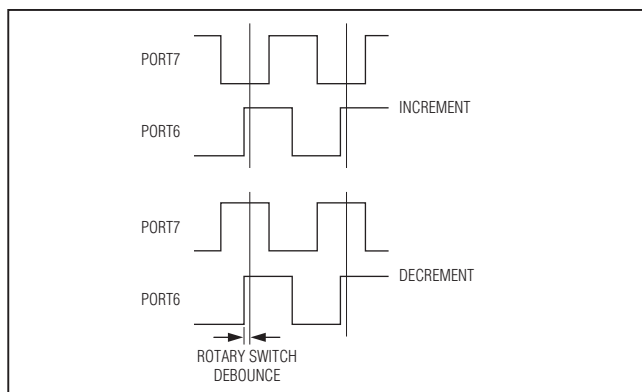 PORT7
INCREMENT
PORT6
PORT7
DECREMENT
PORT6
ROTARY SWITCH
DEBOUNCE